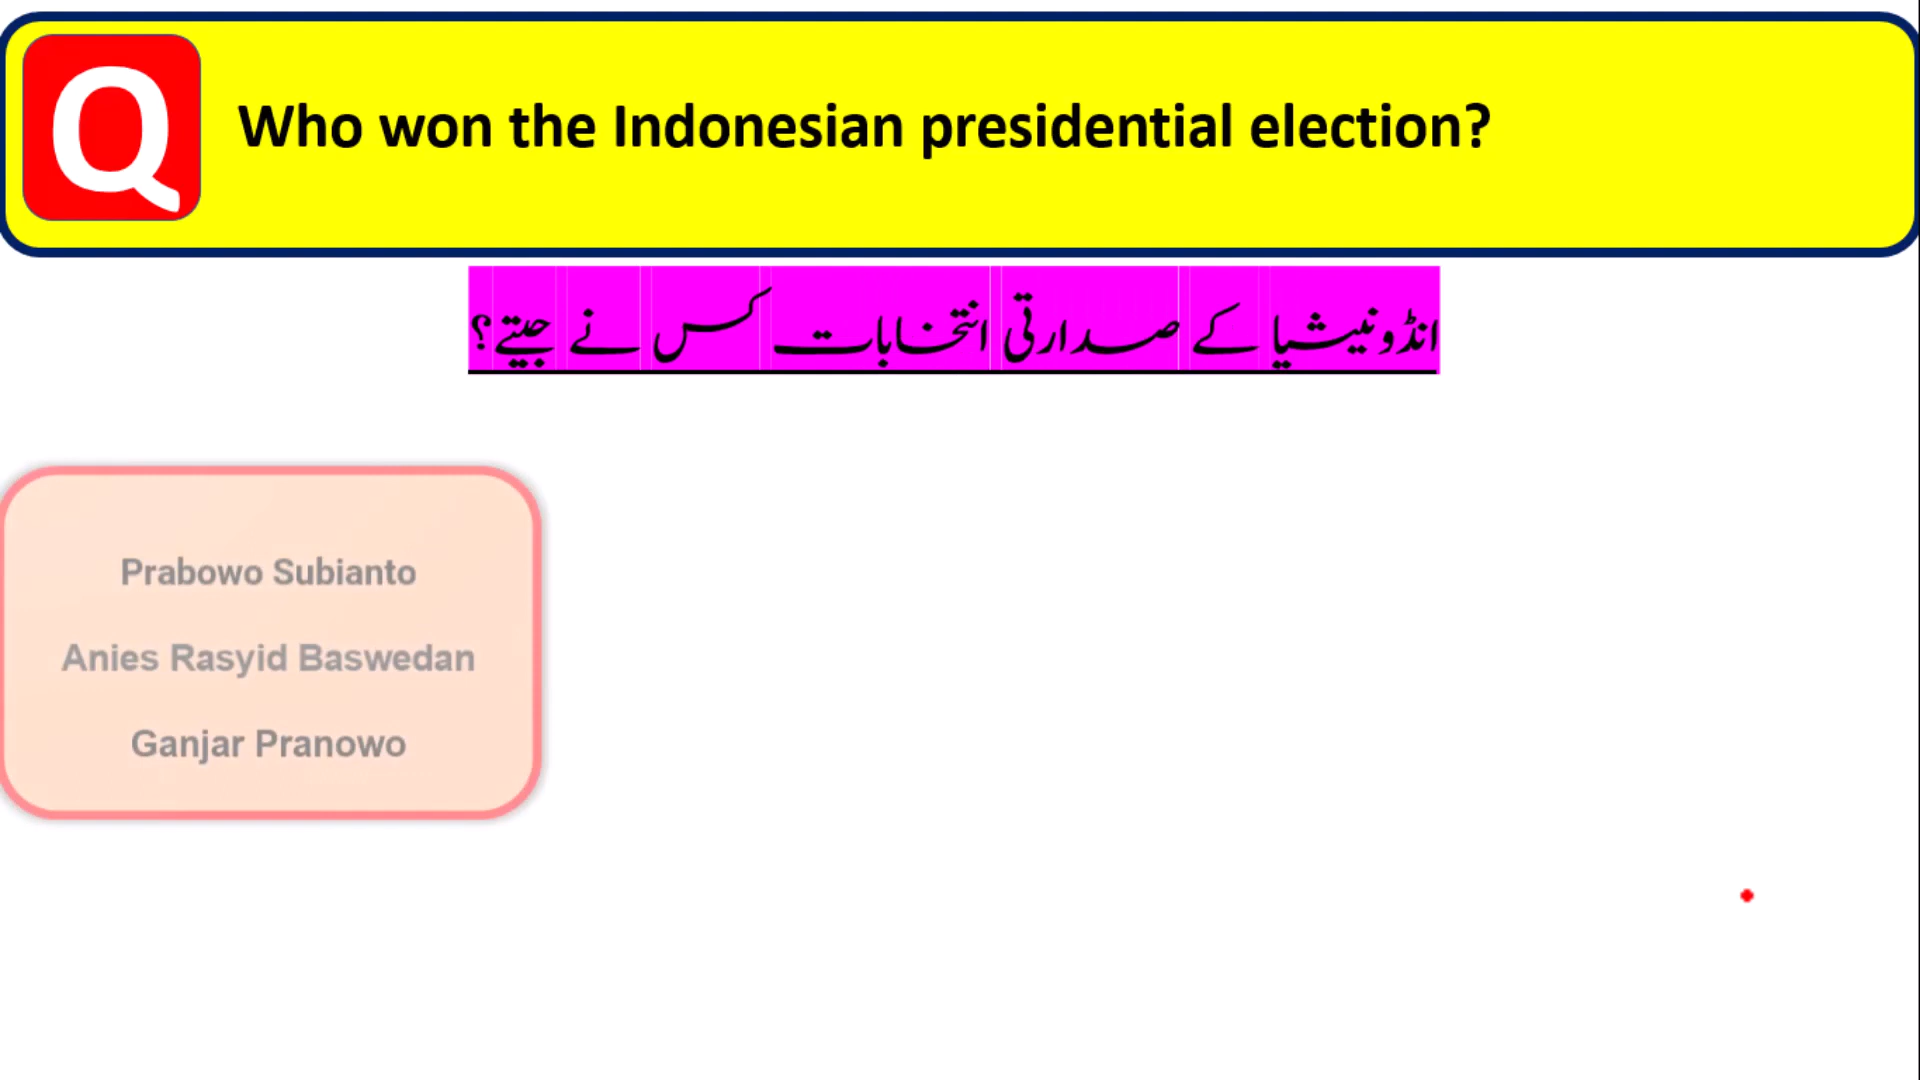 Q
Who won the Indonesian presidential election?
انڈونیشیا کے صدارتی انتخابات کس نے جیتے؟
Prabowo Subianto
Anies Rasyid Baswedan
Ganjar Pranowo